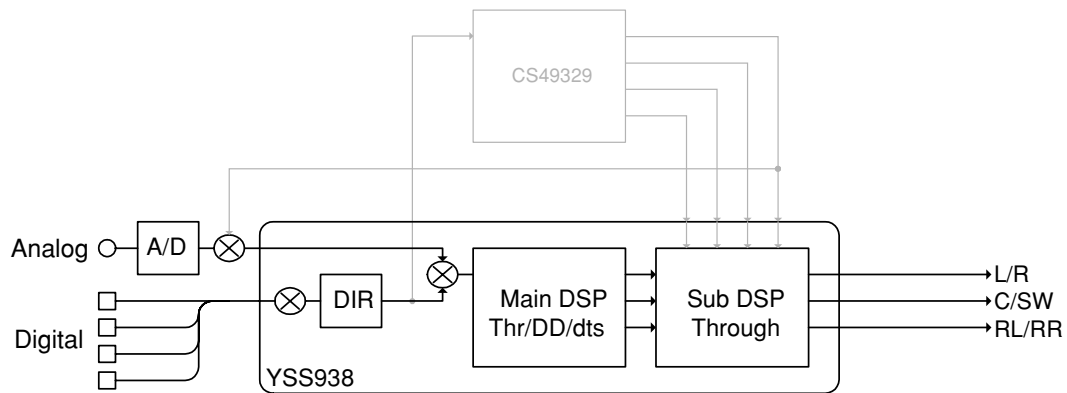 CS49329
Analog
A/D
DIR
Main DSP
Thr/DD/dts
Sub DSP
Through
L/R
C/SW
RL/RR
Digital
YSS938